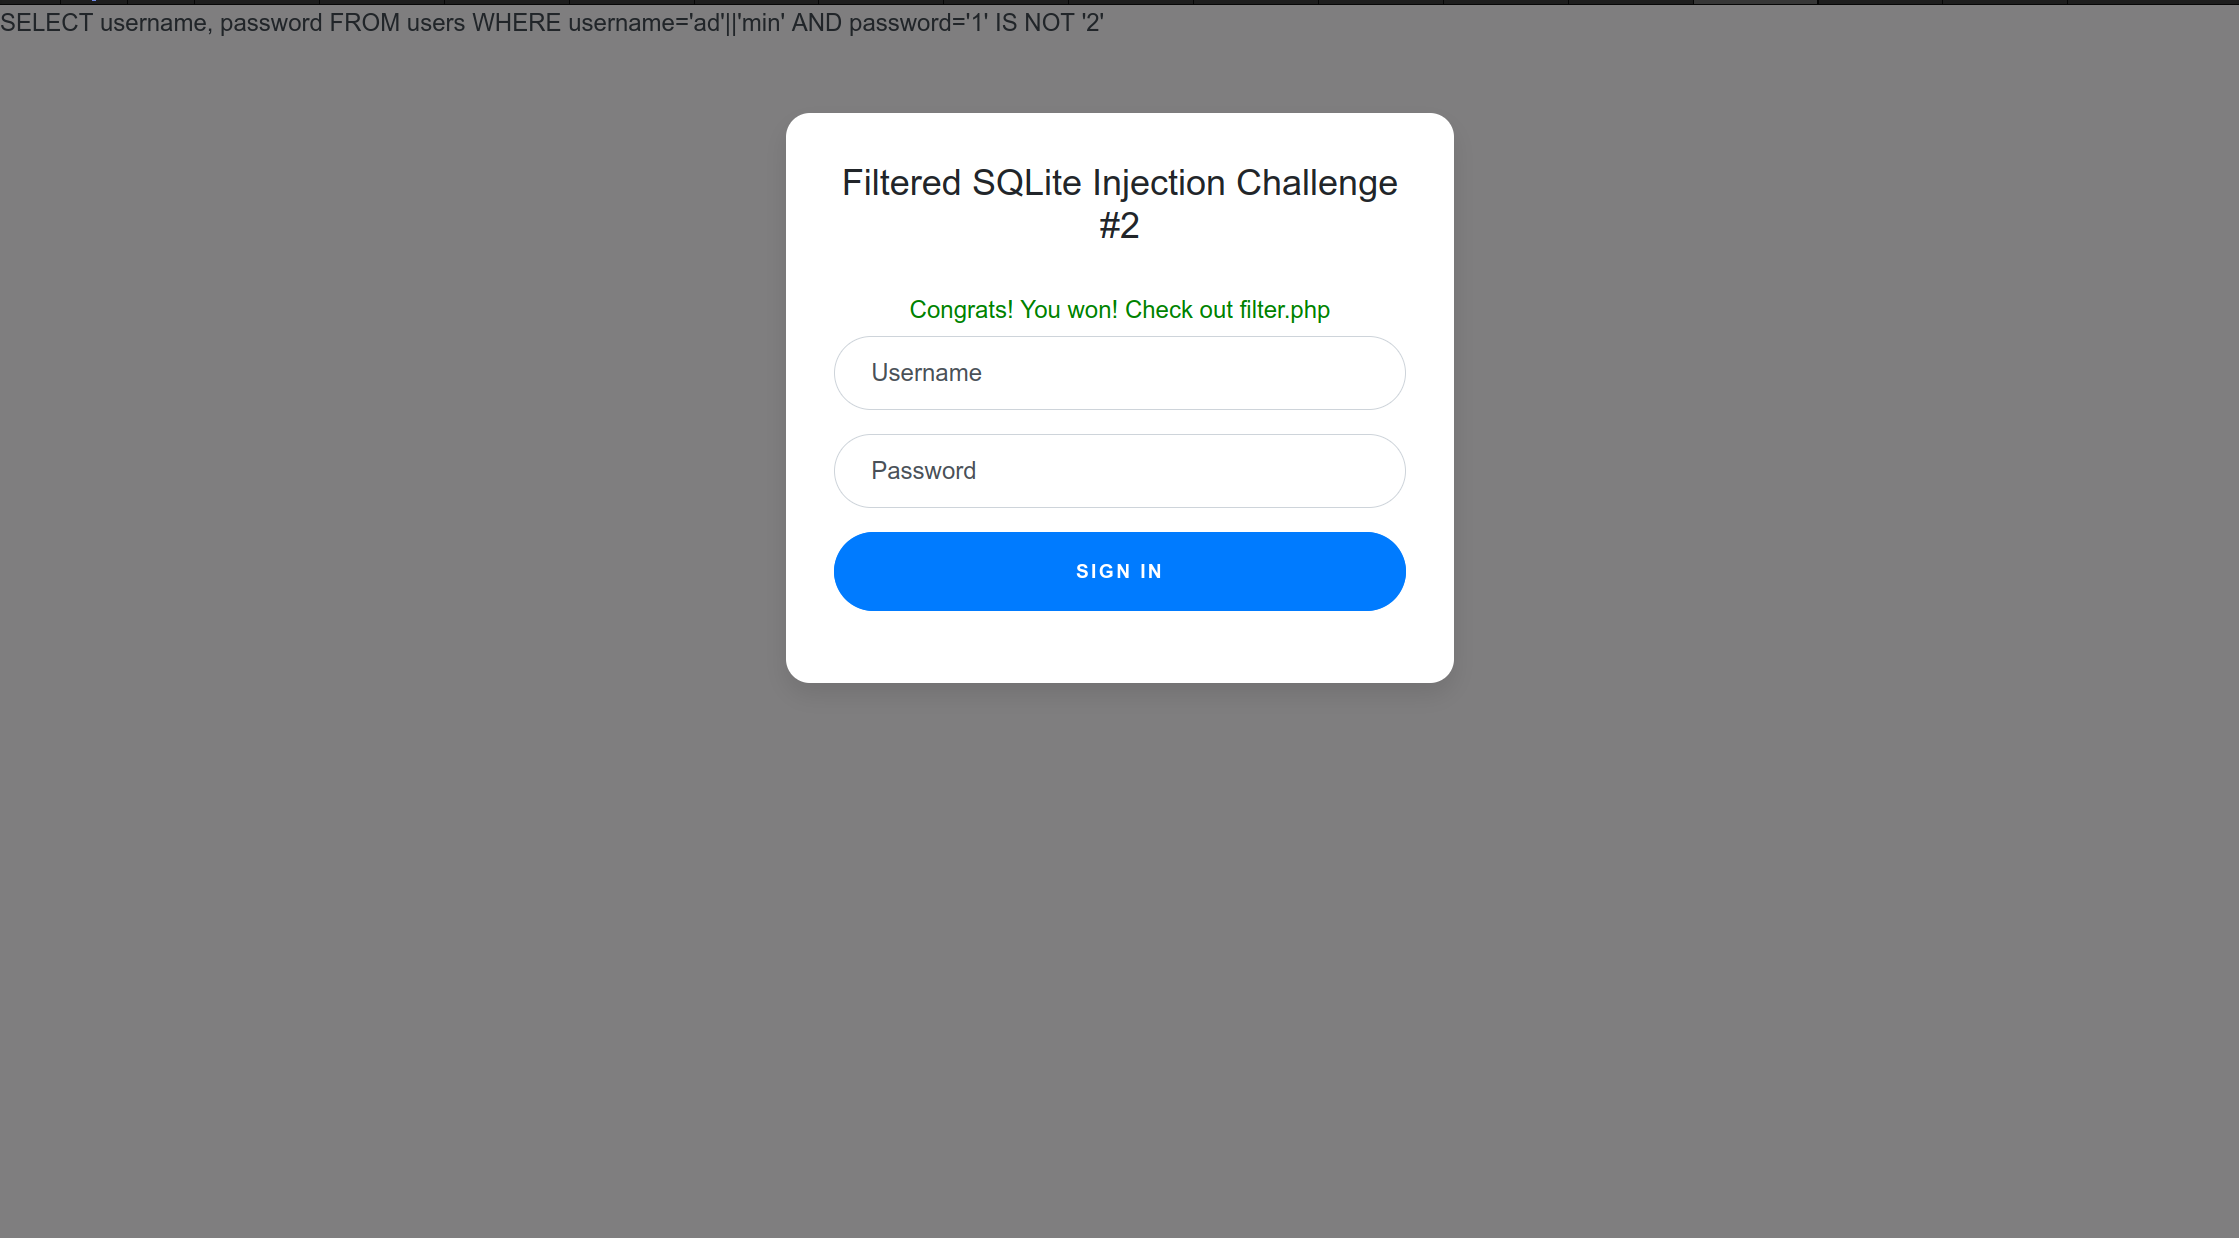 SELECT username, password FROM users WHERE username='ad'||'min' AND password='1' IS NOT '2'
Filtered SQLite Injection Challenge
#2
Congrats! You won! Check out filter.php
Username
Password
SIGN IN